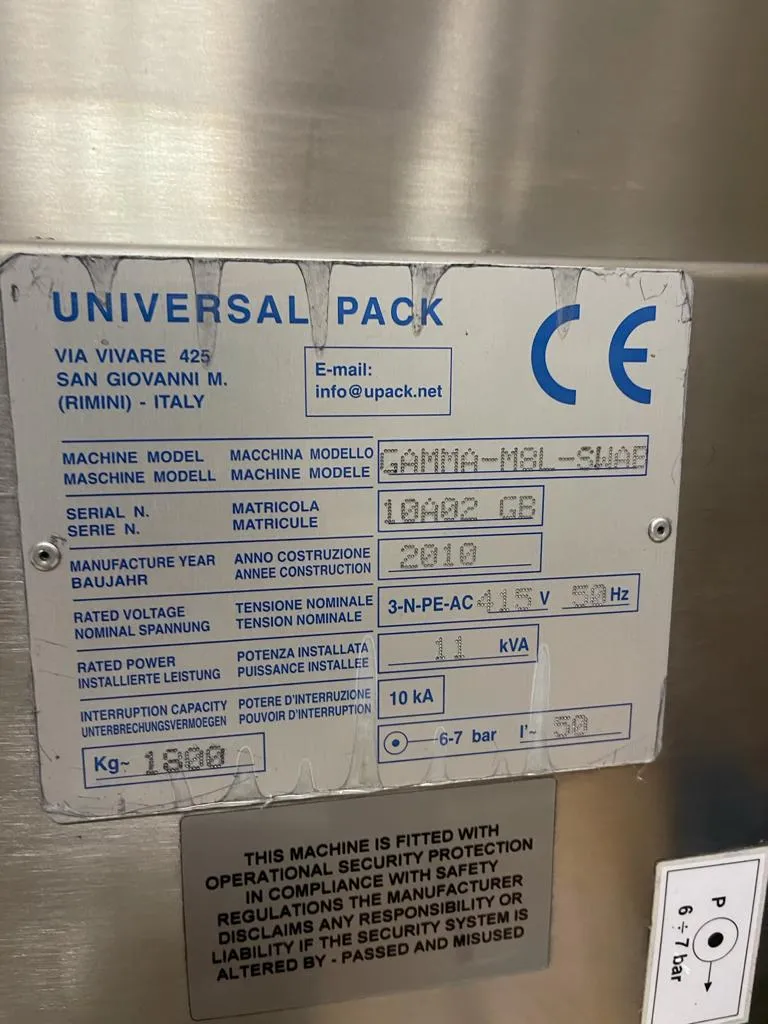 UNIVERSAL PACK
VIA VIVARE 425
SAN GIOVANNI M.
(RIMINI) - ITALY
E-mail:
info@upack.net
CE
MACHINE MODEL MACCHINA MODELLO GAMMA-M8L-SWAB
MASCHINE MODELL MACHINE MODELE
SERIAL N. MATRICOLA 10A02 GB
SERIE N. MATRICULE
MANUFACTURE YEAR ANNO COSTRUZIONE 2010
BAUJAHR ANNEE CONSTRUCTION
RATED VOLTAGE TENSIONE NOMINALE 3-N-PE-AC 415 V 50 Hz
NOMINAL SPANNUNG TENSION NOMINALE
RATED POWER POTENZA INSTALLATA 11 kVA
INSTALLIERTE LEISTUNG PUISSANCE INSTALLEE
INTERRUPTION CAPACITY POTERE D'INTERRUZIONE 10 kA
UNTERBRECHUNGSVERMOEGEN POUVOIR D'INTERRUPTION
Kg~ 1800
6-7 bar l'~ 50
THIS MACHINE IS FITTED WITH
OPERATIONAL SECURITY PROTECTION
IN COMPLIANCE WITH SAFETY
REGULATIONS THE MANUFACTURER
DISCLAIMS ANY RESPONSIBILITY OR
LIABILITY IF THE SECURITY SYSTEM IS
ALTERED BY - PASSED AND MISUSED
P
6 ÷ 7 bar